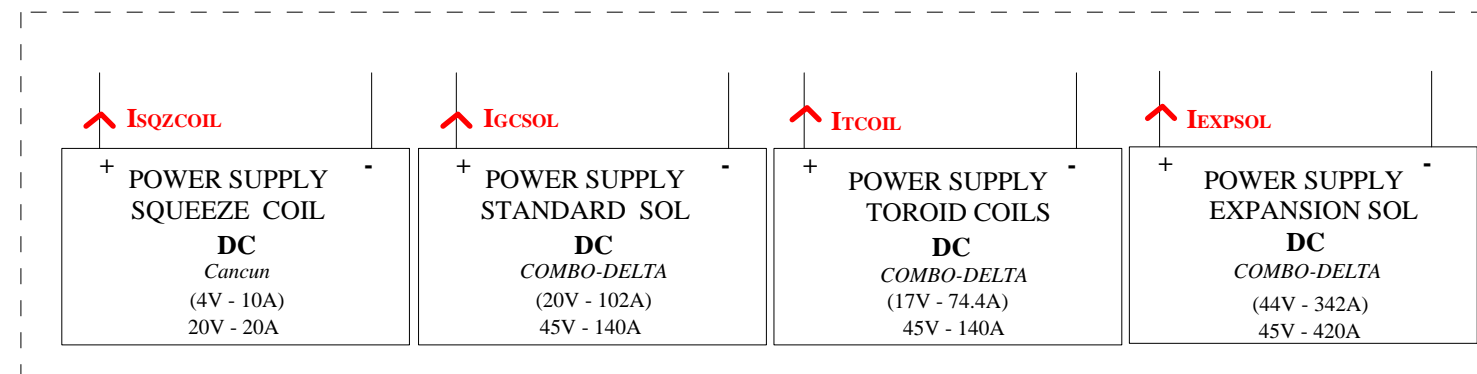 ISQZCOIL
+ -
POWER SUPPLY
SQUEEZE COIL
DC
Cancun
(4V - 10A)
20V - 20A
IGCSOL
+ -
POWER SUPPLY
STANDARD SOL
DC
COMBO-DELTA
(20V - 102A)
45V - 140A
ITCOIL
+ -
POWER SUPPLY
TOROID COILS
DC
COMBO-DELTA
(17V - 74.4A)
45V - 140A
IEXPSOL
+ -
POWER SUPPLY
EXPANSION SOL
DC
COMBO-DELTA
(44V - 342A)
45V - 420A